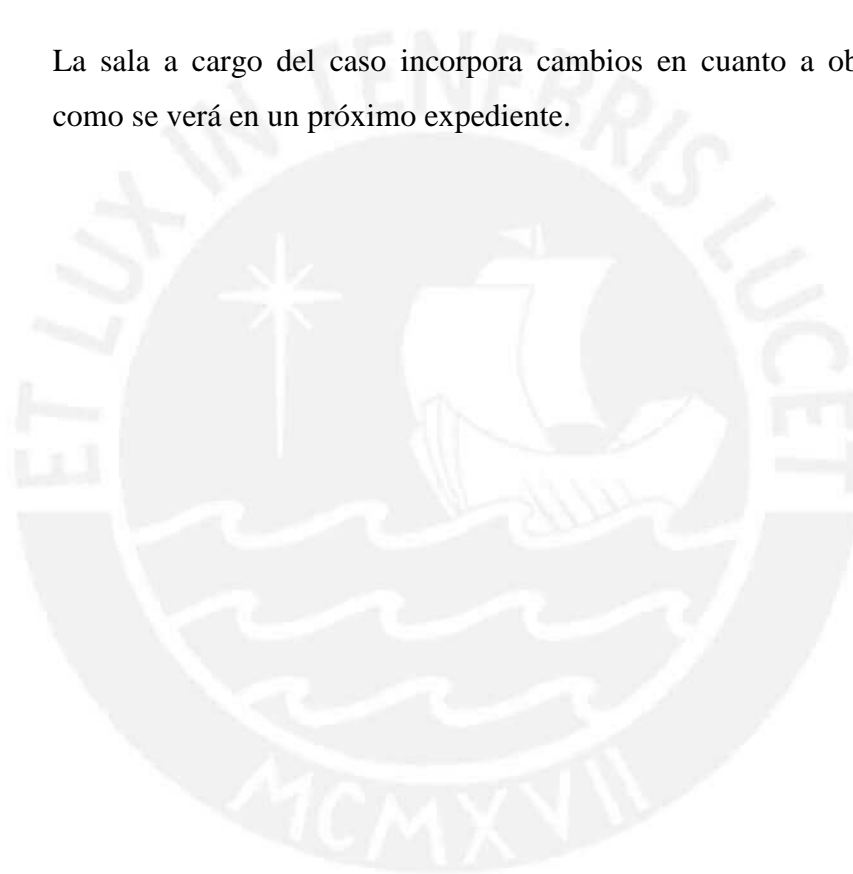 La sala a cargo del caso incorpora cambios en cuanto a
como se verá en un próximo expediente.
ET LUX IN TENEBRIS LUCET
MCMXVII